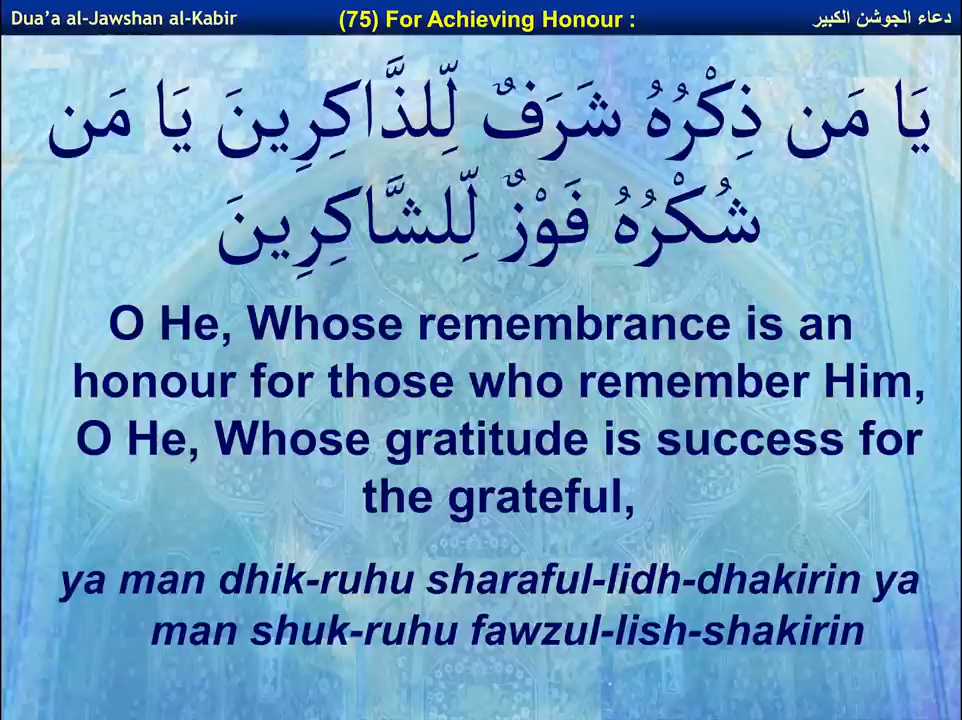 Dua’a al-Jawshan al-Kabir (75) For Achieving Honour : دعاء الجوشن الكبير
يَا مَن ذِكْرُهُ شَرَفٌ لِّلذَّاكِرِينَ يَا مَن
شُكْرُهُ فَوْزٌ لِّلشَّاكِرِينَ
O He, Whose remembrance is an
honour for those who remember Him,
O He, Whose gratitude is success for
the grateful,
ya man dhik-ruhu sharaful-lidh-dhakirin ya
man shuk-ruhu fawzul-lish-shakirin